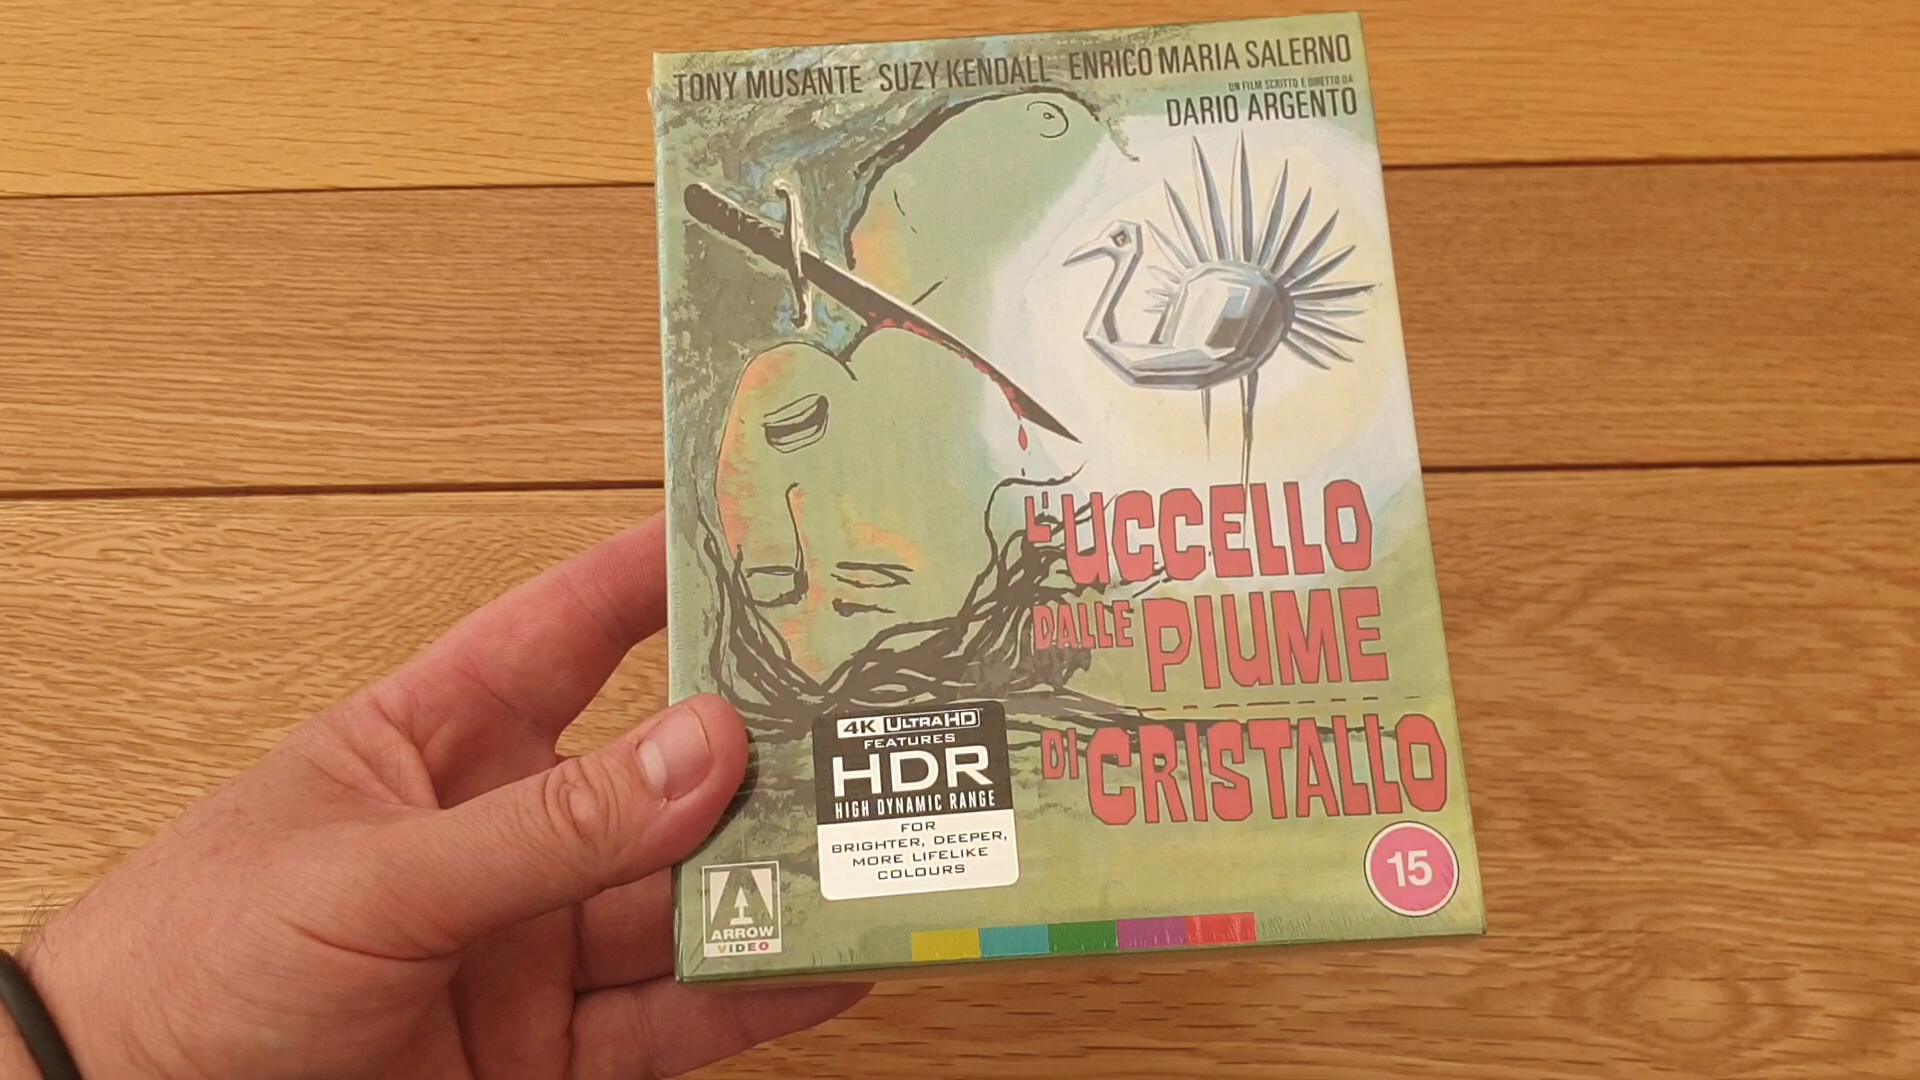 TONY MUSANTE SUZY KENDALL ENRICO MARIA SALERNO
UN FILM SCRITTO E DIRETTO DA
DARIO ARGENTO
L'UCCELLO
DALLE PIUME
DI CRISTALLO
4K ULTRA HD
FEATURES
HDR
HIGH DYNAMIC RANGE
FOR
BRIGHTER, DEEPER,
MORE LIFELIKE
COLOURS
15
ARROW
VIDEO